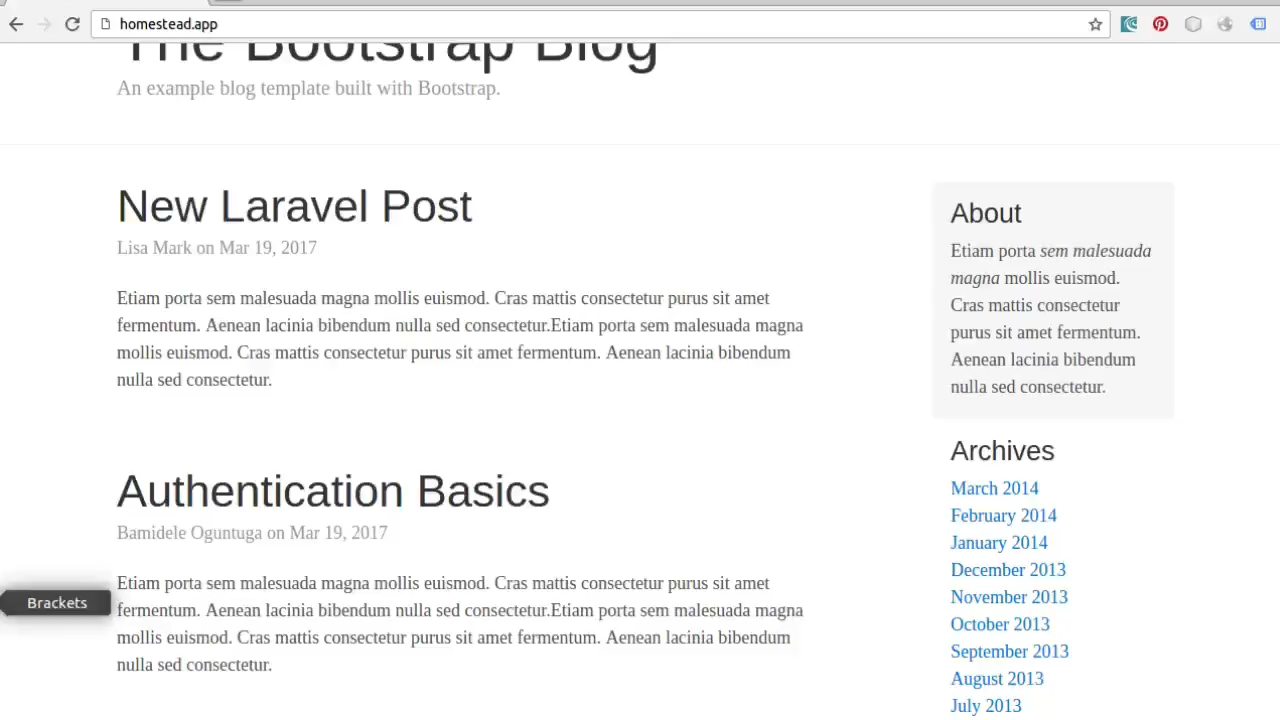 homestead.app
The Bootstrap Blog
An example blog template built with Bootstrap.
New Laravel Post
Lisa Mark on Mar 19, 2017
Etiam porta sem malesuada magna mollis euismod. Cras mattis consectetur purus sit amet
fermentum. Aenean lacinia bibendum nulla sed consectetur.Etiam porta sem malesuada magna
mollis euismod. Cras mattis consectetur purus sit amet fermentum. Aenean lacinia bibendum
nulla sed consectetur.
Authentication Basics
Bamidele Oguntuga on Mar 19, 2017
Etiam porta sem malesuada magna mollis euismod. Cras mattis consectetur purus sit amet
fermentum. Aenean lacinia bibendum nulla sed consectetur.Etiam porta sem malesuada magna
mollis euismod. Cras mattis consectetur purus sit amet fermentum. Aenean lacinia bibendum
nulla sed consectetur.
Brackets
About
Etiam porta sem malesuada
magna mollis euismod.
Cras mattis consectetur
purus sit amet fermentum.
Aenean lacinia bibendum
nulla sed consectetur.
Archives
March 2014
February 2014
January 2014
December 2013
November 2013
October 2013
September 2013
August 2013
July 2013